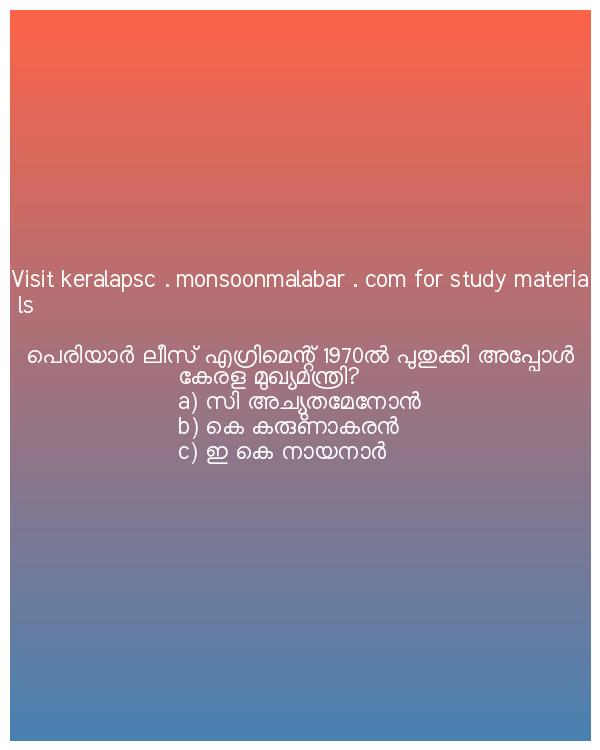 Visit keralapsc . monsoonmalabar . com for study materia
ls
പെരിയാർ ലീസ് എഗ്രിമെന്റ് 1970ൽ പുതുക്കി അപ്പോൾ
കേരള മുഖ്യമന്ത്രി?
a) സി അച്യുതമേനോൻ
b) കെ കരുണാകരൻ
c) ഇ കെ നായനാർ